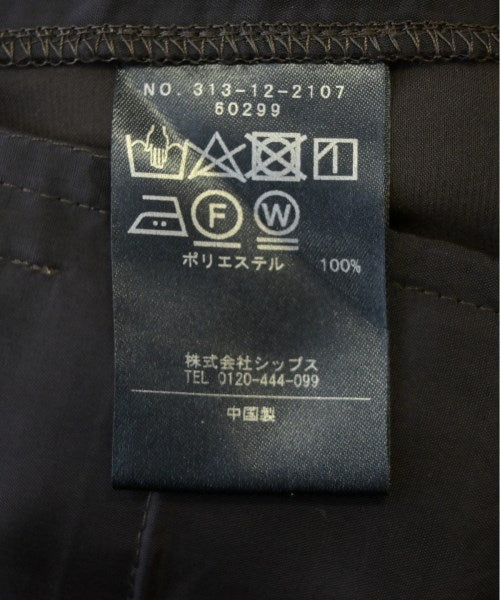 NO. 313-12-2107
60299
F W
ポリエステル 100%
株式会社シップス
TEL 0120-444-099
中国製